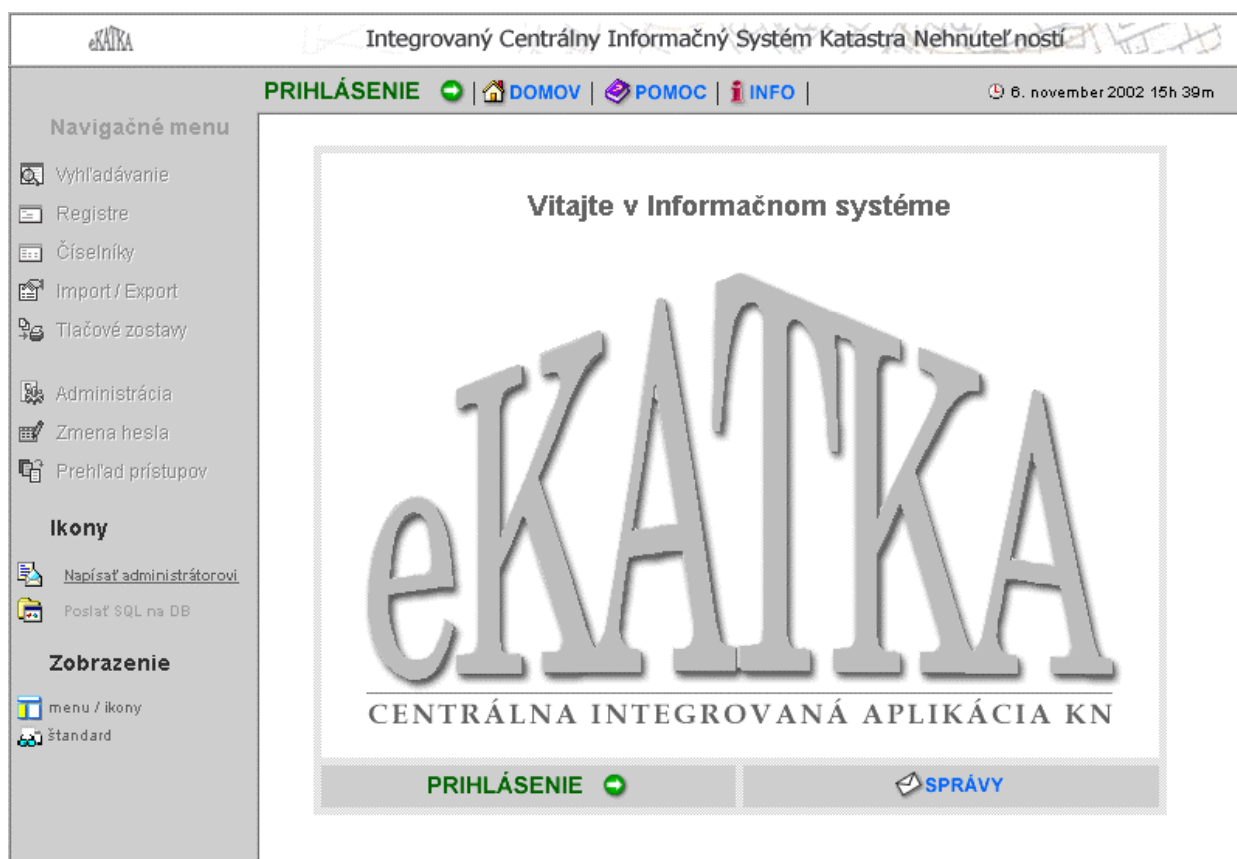 eKATKA
Integrovaný Centrálny Informačný Systém Katastra Nehnuteľností
PRIHLÁSENIE | DOMOV | POMOC | INFO |
6. november 2002 15h 39m
Navigačné menu
Vyhľadávanie
Registre
Číselníky
Import / Export
Tlačové zostavy
Administrácia
Zmena hesla
Prehľad prístupov
Ikony
Napísať administrátorovi
Poslať SQL na DB
Zobrazenie
menu / ikony
štandard
Vitajte v Informačnom systéme
eKATKA
CENTRÁLNA INTEGROVANÁ APLIKÁCIA KN
PRIHLÁSENIE
SPRÁVY